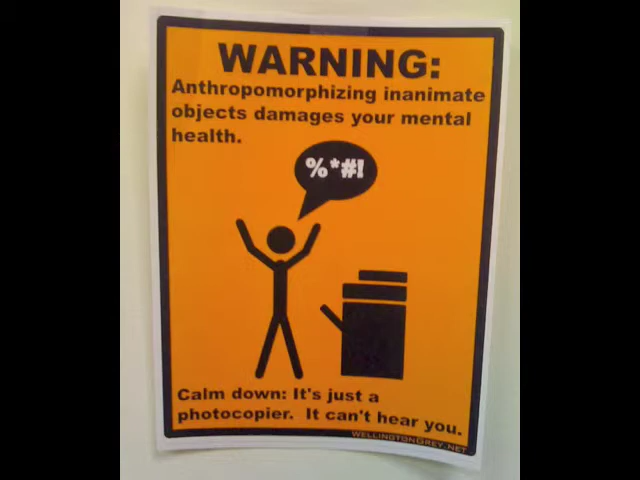 WARNING:
Anthropomorphizing inanimate
objects damages your mental
health.
%*#!
Calm down: It's just a
photocopier. It can't hear you.
WELLINGTONGREY.NET